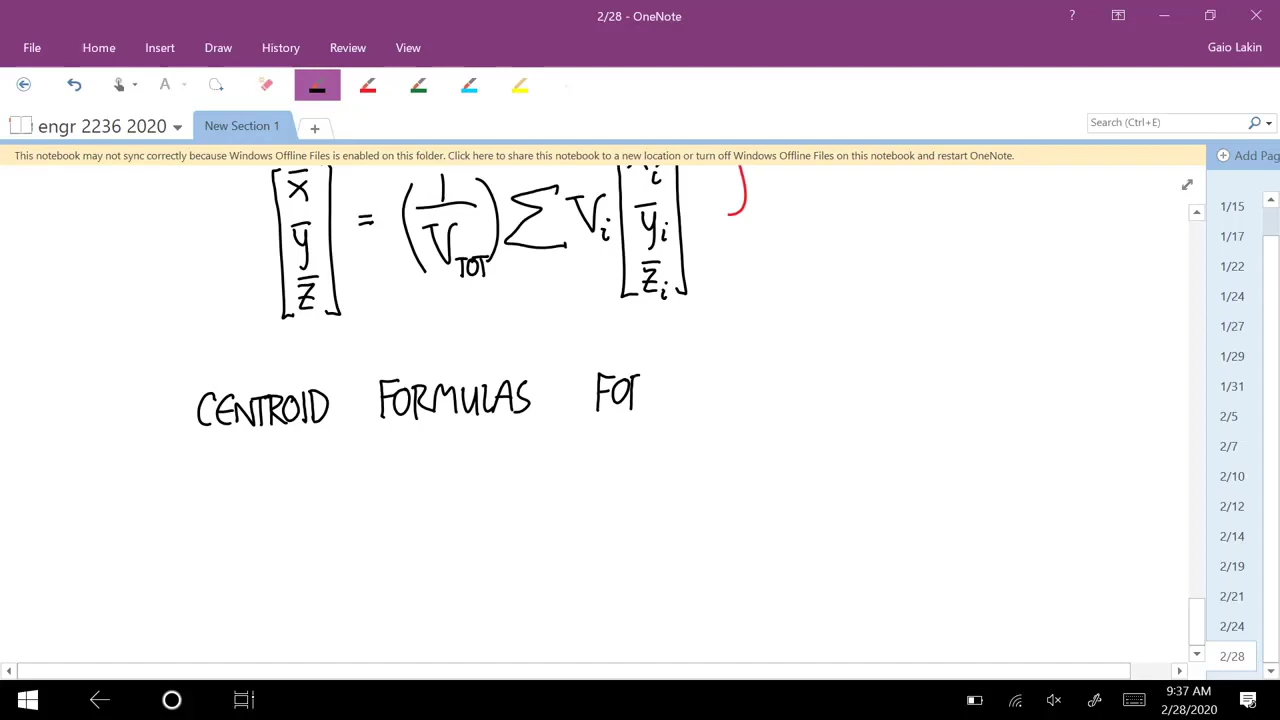 2/28 - OneNote
?
File Home Insert Draw History Review View
Gaio Lakin
A
engr 2236 2020
New Section 1
+
Search (Ctrl+E)
This notebook may not sync correctly because Windows Offline Files is enabled on this folder. Click here to share this notebook to a new location or turn off Windows Offline Files on this notebook and restart OneNote.
Add Pag
[x̄ ȳ z̄] = (1/V_TOT) ∑ V_i [x̄_i ȳ_i z̄_i]
CENTROID FORMULAS FOR
1/15
1/17
1/22
1/24
1/27
1/29
1/31
2/5
2/7
2/10
2/12
2/14
2/19
2/21
2/24
2/28
9:37 AM
2/28/2020